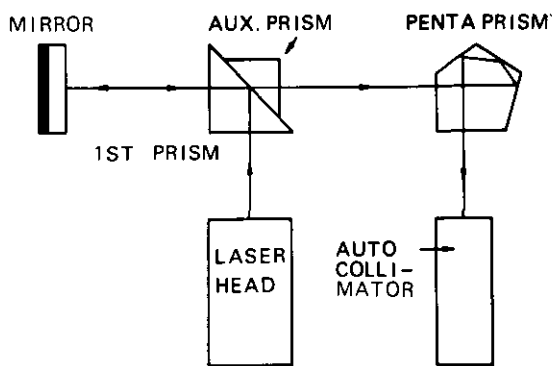 MIRROR
AUX. PRISM
PENTA PRISM
1ST PRISM
LASER
HEAD
AUTO
COLLI-
MATOR